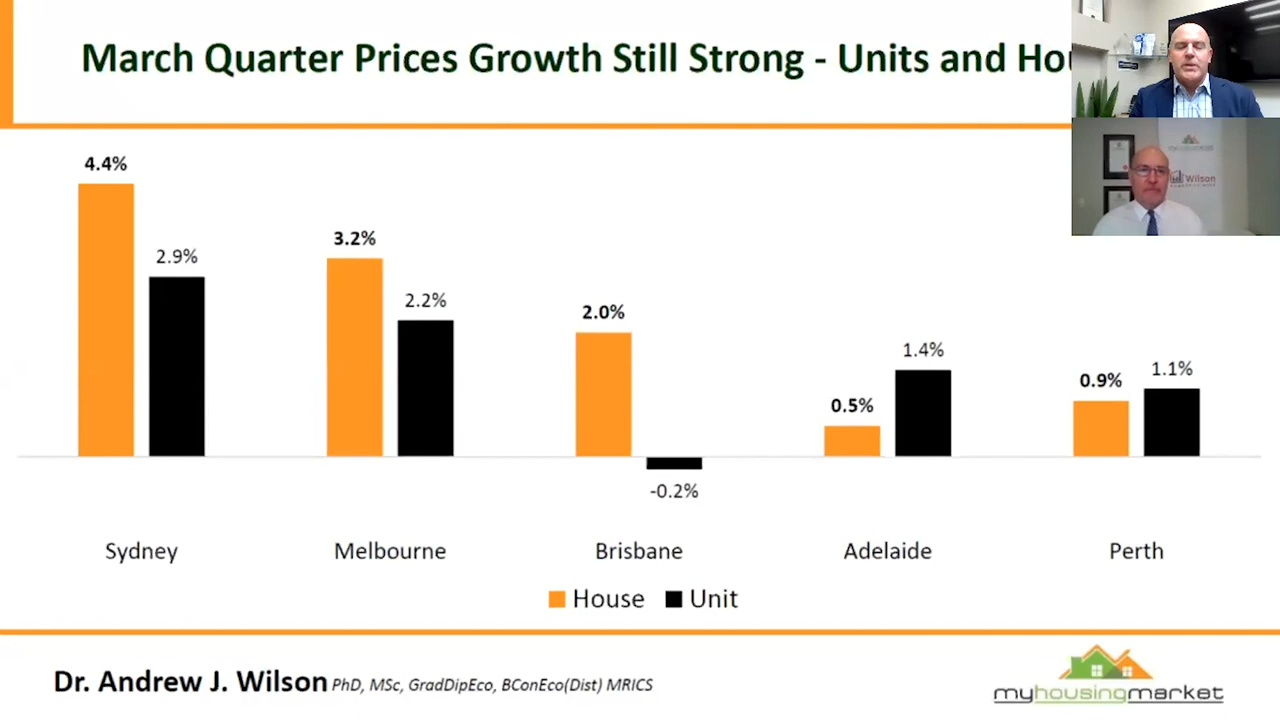 March Quarter Prices Growth Still Strong - Units and Hou
4.4%
2.9%
3.2%
2.2%
2.0%
-0.2%
0.5%
1.4%
0.9%
1.1%
Sydney Melbourne Brisbane Adelaide Perth
House Unit
Dr. Andrew J. Wilson PhD, MSc, GradDipEco, BConEco(Dist) MRICS
myhousingmarket
Wilson